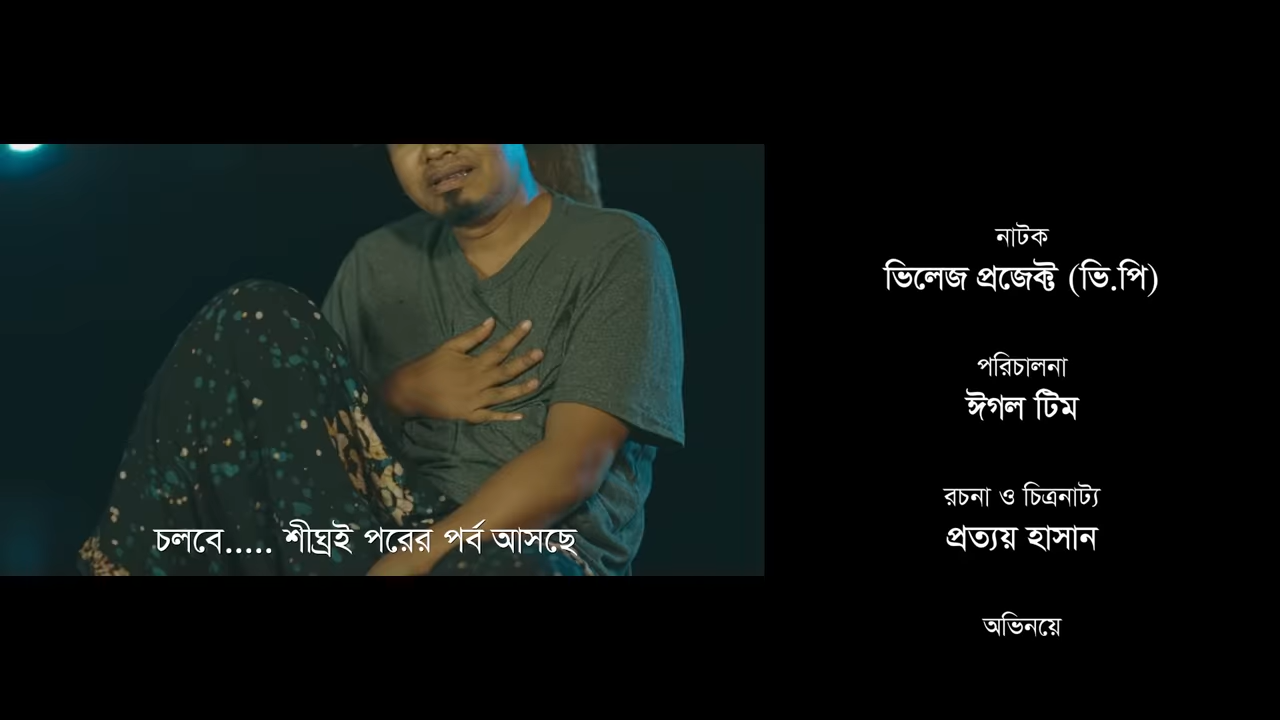 চলবে..... শীঘ্রই পরের পর্ব আসছে
নাটক
ভিলেজ প্রজেক্ট (ভি.পি)
পরিচালনা
ঈগল টিম
রচনা ও চিত্রনাট্য
প্রত্যয় হাসান
অভিনয়ে